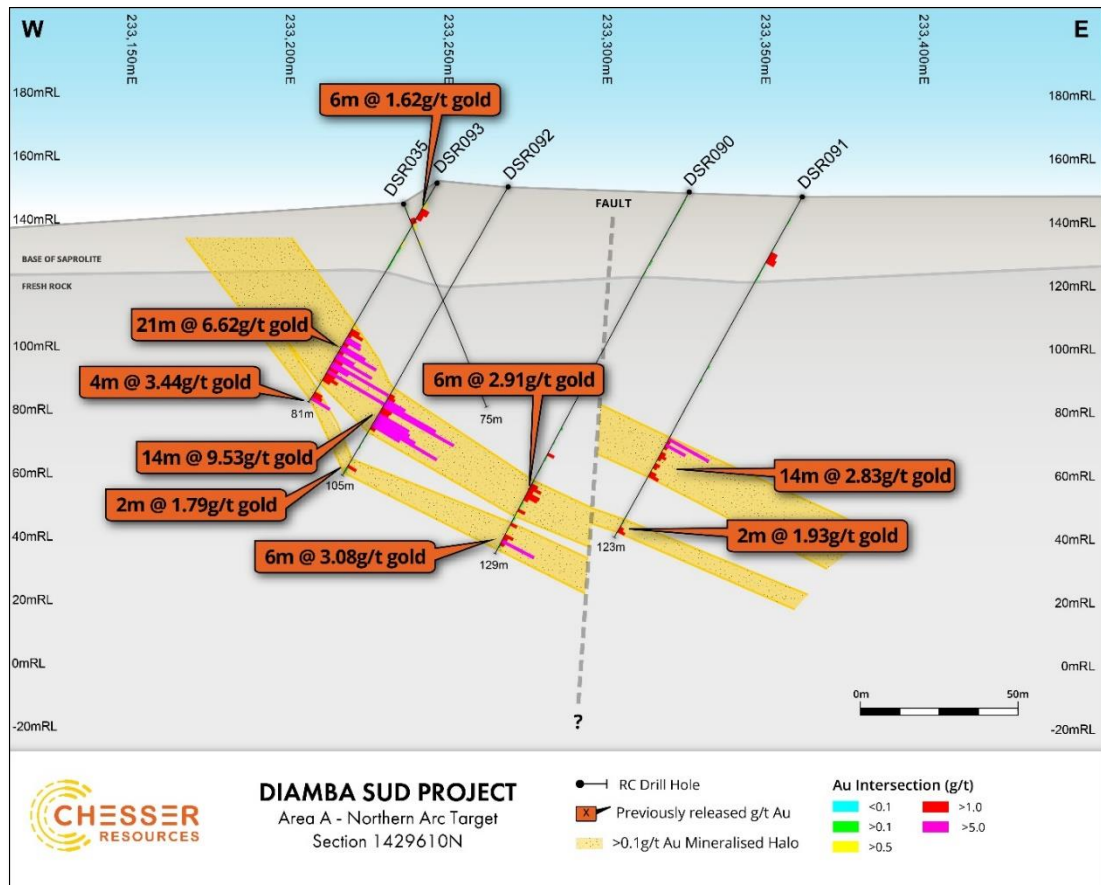 W
E
233,150mE
233,200mE
233,250mE
233,300mE
233,350mE
233,400mE
180mRL
180mRL
6m @ 1.62g/t gold
160mRL
160mRL
DSR035
DSR093
DSR092
DSR090
DSR091
140mRL
140mRL
FAULT
BASE OF SAPROLITE
120mRL
120mRL
FRESH ROCK
21m @ 6.62g/t gold
100mRL
100mRL
4m @ 3.44g/t gold
6m @ 2.91g/t gold
80mRL
80mRL
81m
75m
14m @ 9.53g/t gold
14m @ 2.83g/t gold
60mRL
60mRL
105m
2m @ 1.79g/t gold
40mRL
40mRL
6m @ 3.08g/t gold
129m
123m
2m @ 1.93g/t gold
20mRL
20mRL
0mRL
0mRL
0m
50m
-20mRL
-20mRL
?
CHESSER
RESOURCES
DIAMBA SUD PROJECT
Area A - Northern Arc Target
Section 1429610N
RC Drill Hole
X
Previously released g/t Au
>0.1g/t Au Mineralised Halo
Au Intersection (g/t)
<0.1
>0.1
>0.5
>1.0
>5.0